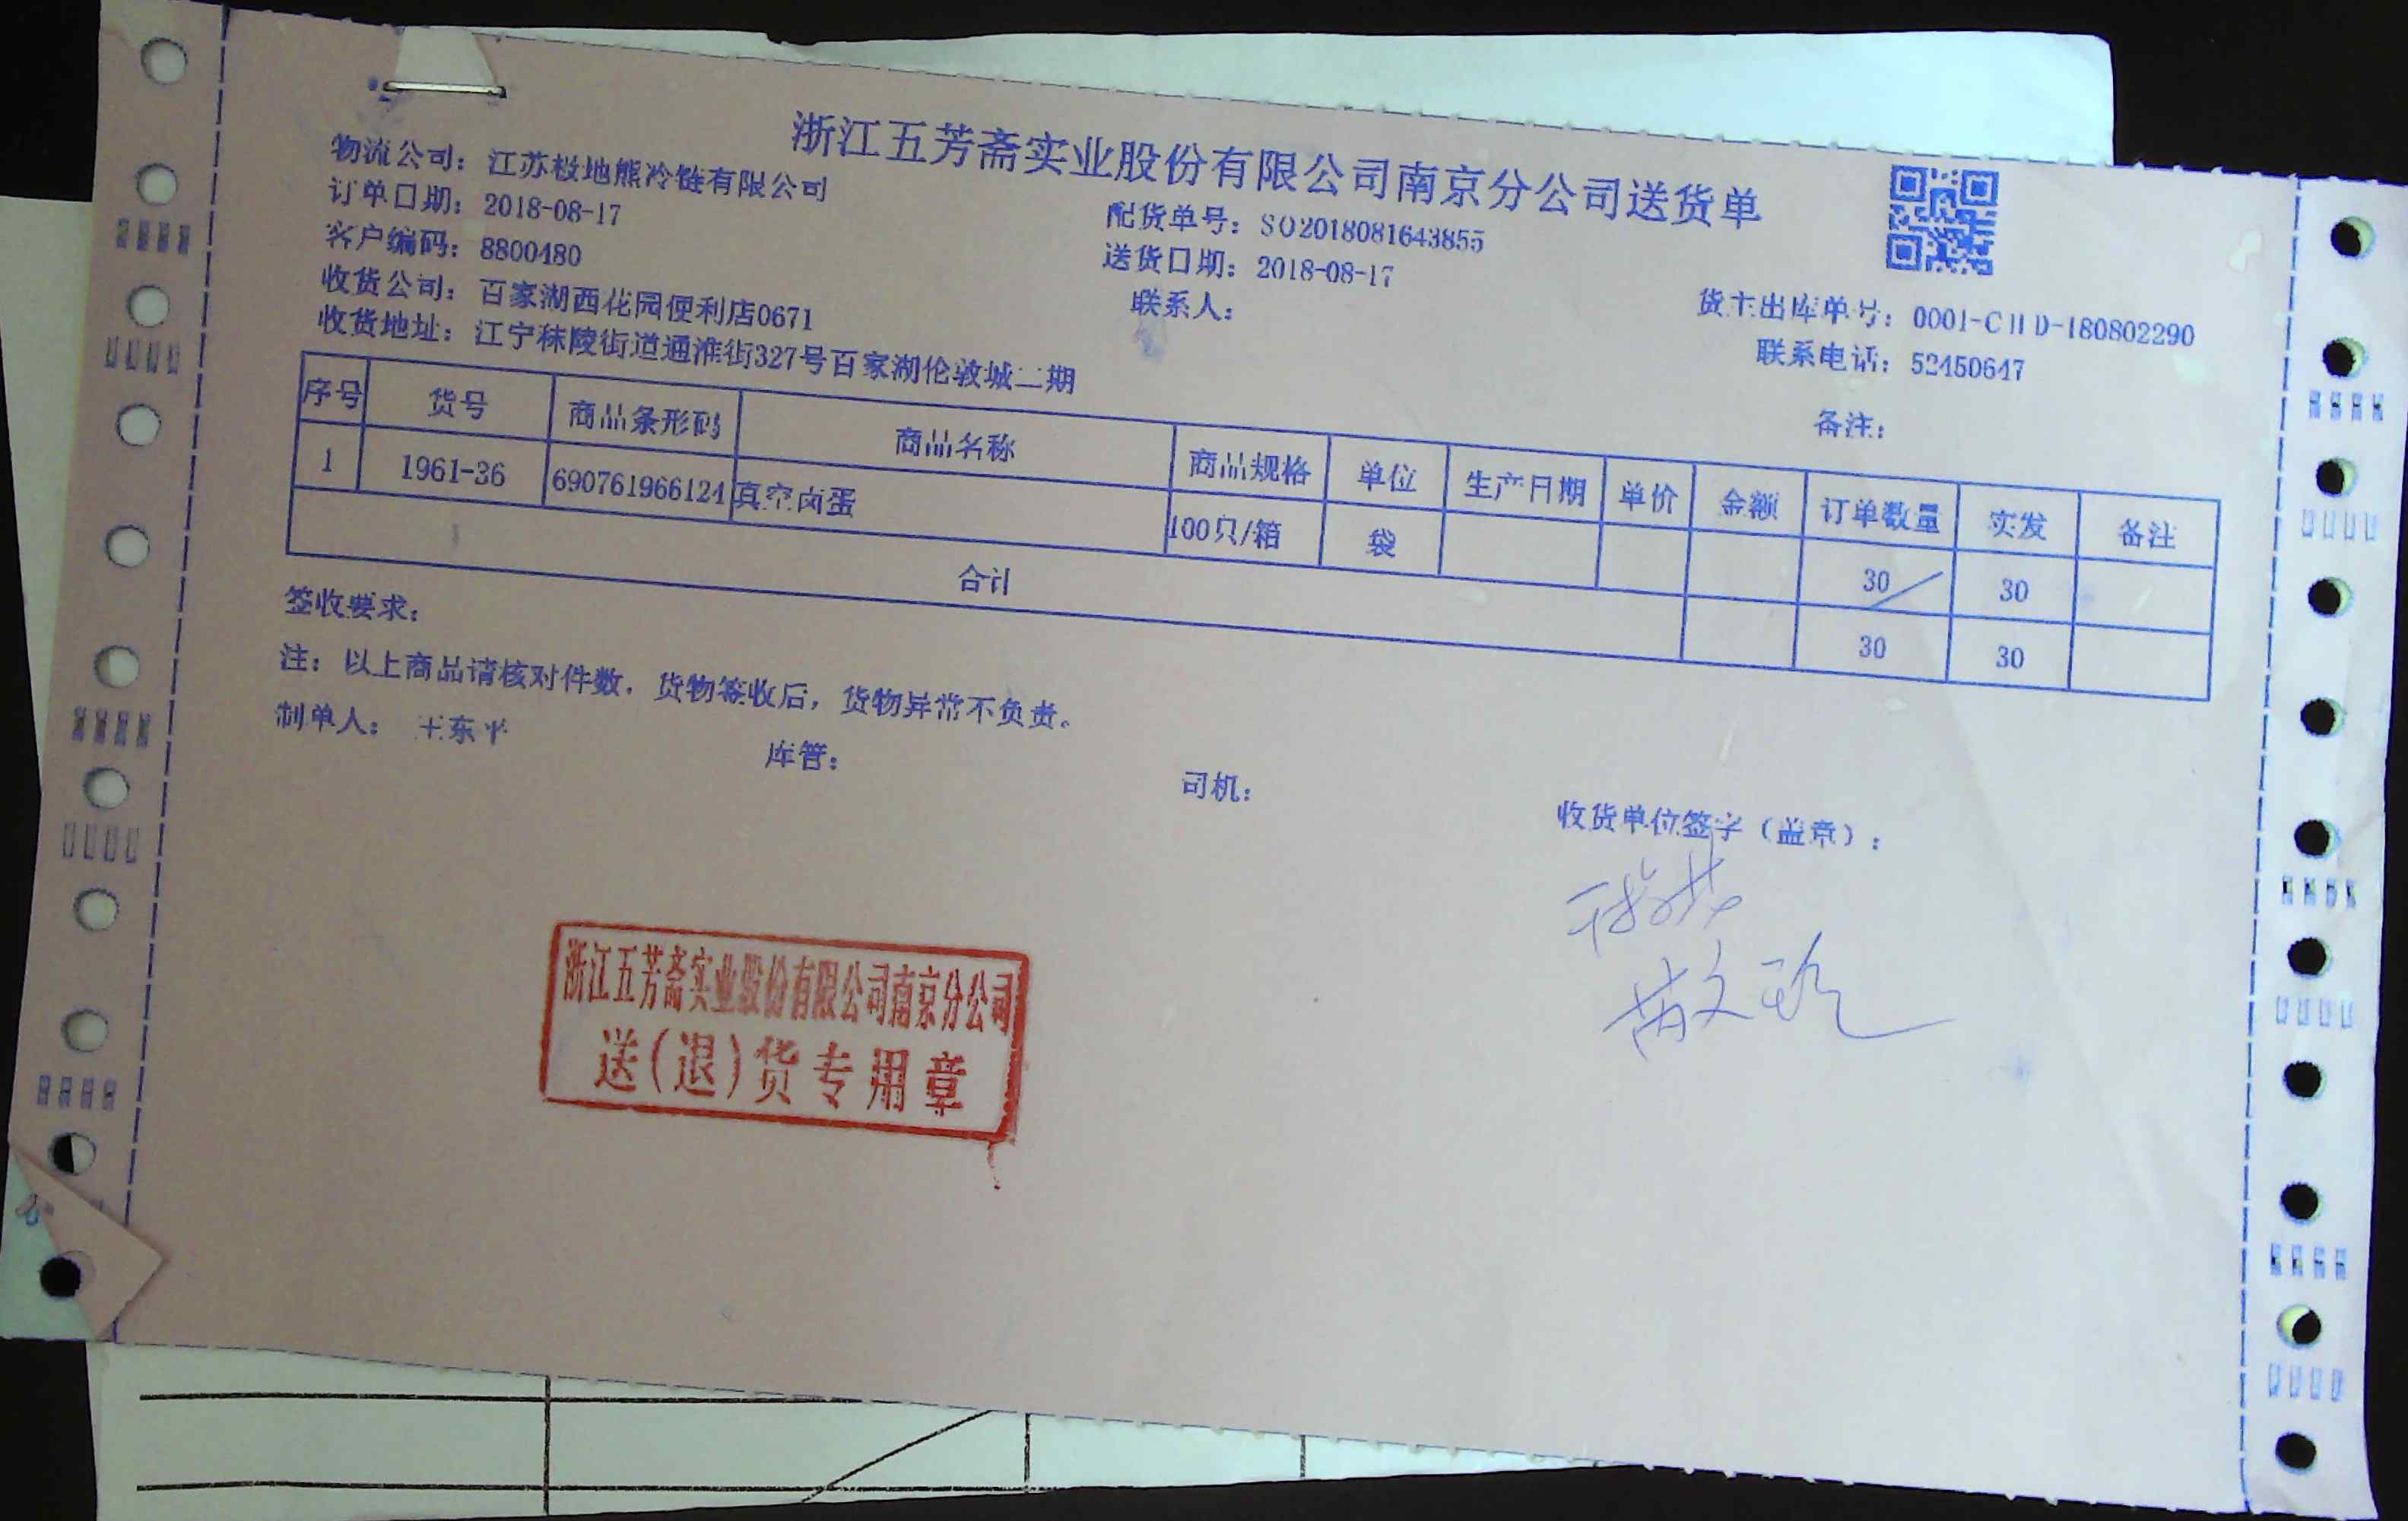 浙江五芳斋实业股份有限公司南京分公司送货单
物流公司：江苏极地熊冷链有限公司
订单日期：2018-08-17 配货单号：SO2018081643855
客户编码：8800480 送货日期：2018-08-17 货主出库单号：0001-CHD-180802290
收货公司：百家湖西花园便利店0671 联系人： 联系电话：52450647
收货地址：江宁秣陵街道通淮街327号百家湖伦敦城二期 备注：
序号 货号 商品条形码 商品名称 商品规格 单位 生产日期 单价 金额 订单数量 实发 备注
1 1961-36 690761966124 真空卤蛋 100只/箱 袋 30 30
合计 30 30
签收要求：
注：以上商品请核对件数，货物签收后，货物异常不负责。
制单人：王东平 库管： 司机： 收货单位签字（盖章）：
浙江五芳斋实业股份有限公司南京分公司
送(退)货专用章